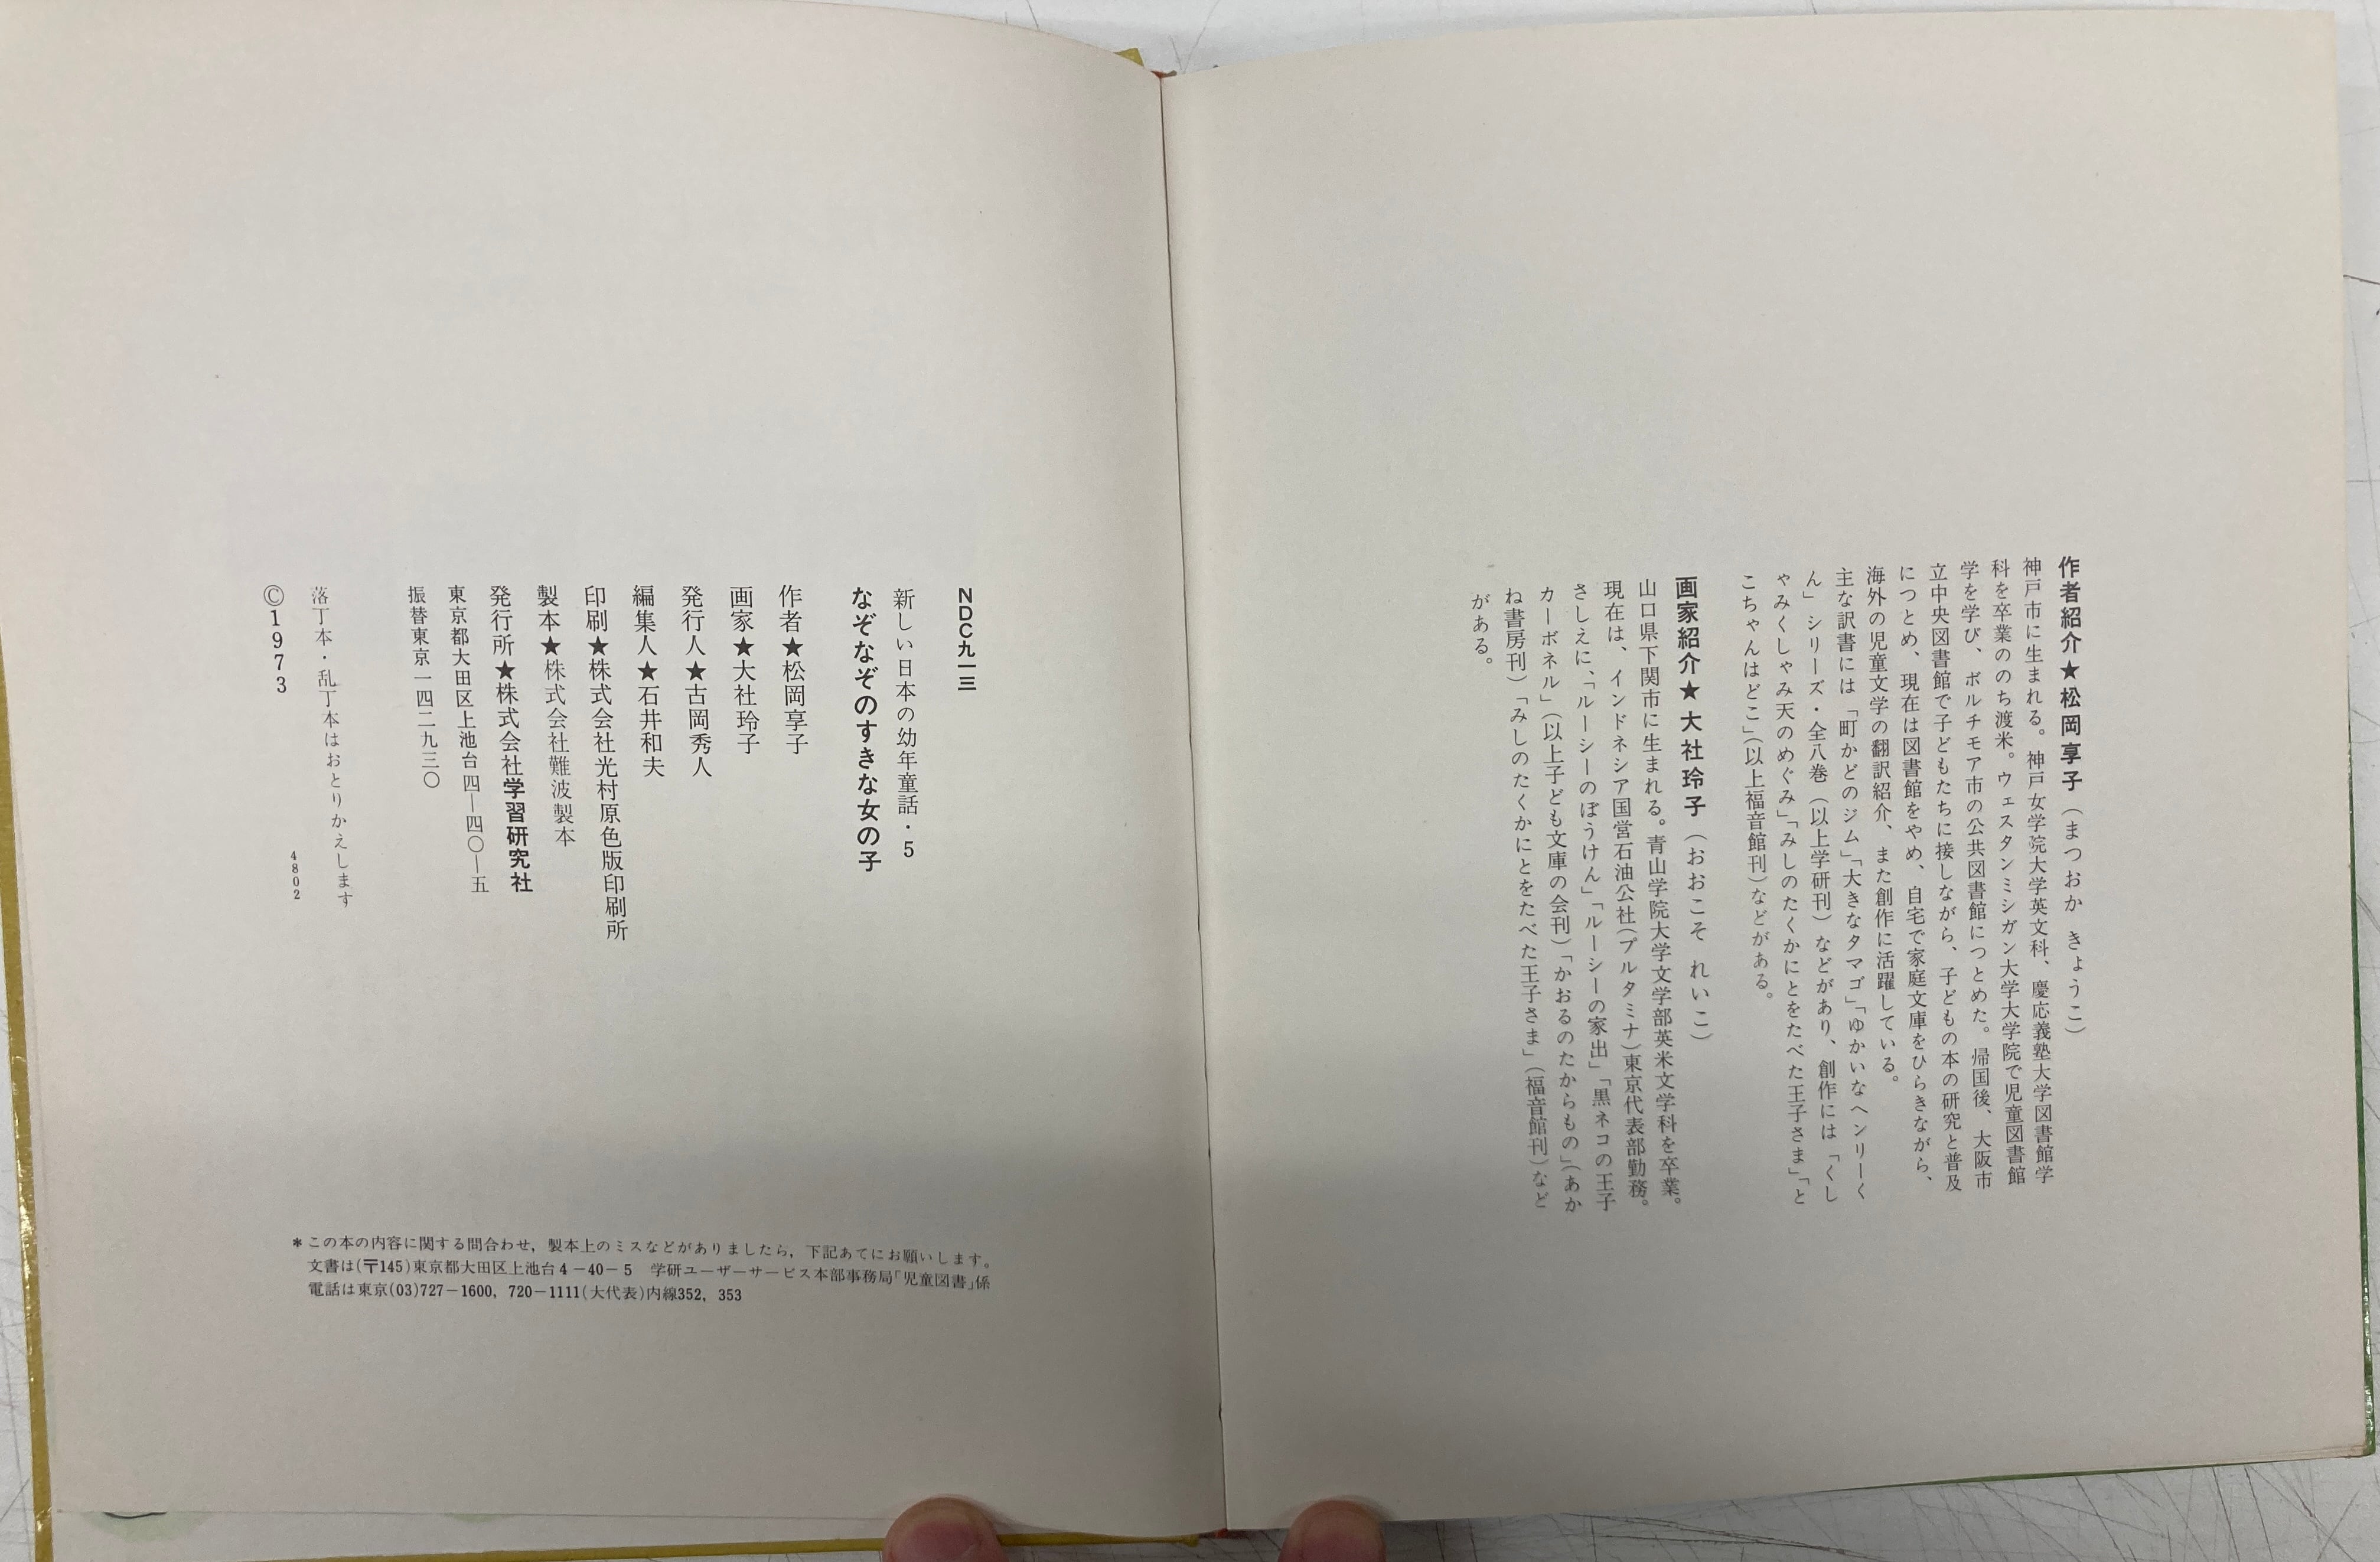 作者紹介★松岡享子（まつおか きょうこ）
神戸市に生まれる。神戸女学院大学英文科、慶応義塾大学図書館学
科を卒業ののち渡米。ウェスタンミシガン大学大学院で児童図書館
学を学び、ボルチモア市の公共図書館につとめた。帰国後、大阪市
立中央図書館で子どもたちに接しながら、子どもの本の研究と普及
につとめ、現在は図書館をやめ、自宅で家庭文庫をひらきながら、
海外の児童文学の翻訳紹介、また創作に活躍している。
主な訳書には「町かどのジム」「大きなタマゴ」「ゆかいなヘンリーく
ん」シリーズ・全八巻（以上学研刊）などがあり、創作には「くし
ゃみくしゃみ天のめぐみ」「みしのたくかにとをたべた王子さま」「と
こちゃんはどこ」（以上福音館刊）などがある。
画家紹介★大社玲子（おおこそ れいこ）
山口県下関市に生まれる。青山学院大学文学部英米文学科を卒業。
現在は、インドネシア国営石油公社（プルタミナ）東京代表部勤務。
さしえに、「ルーシーのぼうけん」「ルーシーの家出」「黒ネコの王子
カーボネル」（以上子ども文庫の会刊）「かおるのたからもの」（あか
ね書房刊）「みしのたくかにとをたべた王子さま」（福音館刊）など
がある。
NDC九一三
新しい日本の幼年童話・5
なぞなぞのすきな女の子
作者★松岡享子
画家★大社玲子
発行人★古岡秀人
編集人★石井和夫
印刷★株式会社光村原色版印刷所
製本★株式会社難波製本
発行所★株式会社学習研究社
東京都大田区上池台四―四〇―五
振替東京一四二九三〇
落丁本・乱丁本はおとりかえします
©1973
4802
＊この本の内容に関する問合わせ，製本上のミスなどがありましたら，下記あてにお願いします。
文書は(〒145)東京都大田区上池台4－40－5　学研ユーザーサービス本部事務局「児童図書」係
電話は東京(03)727－1600，720－1111(大代表)内線352，353